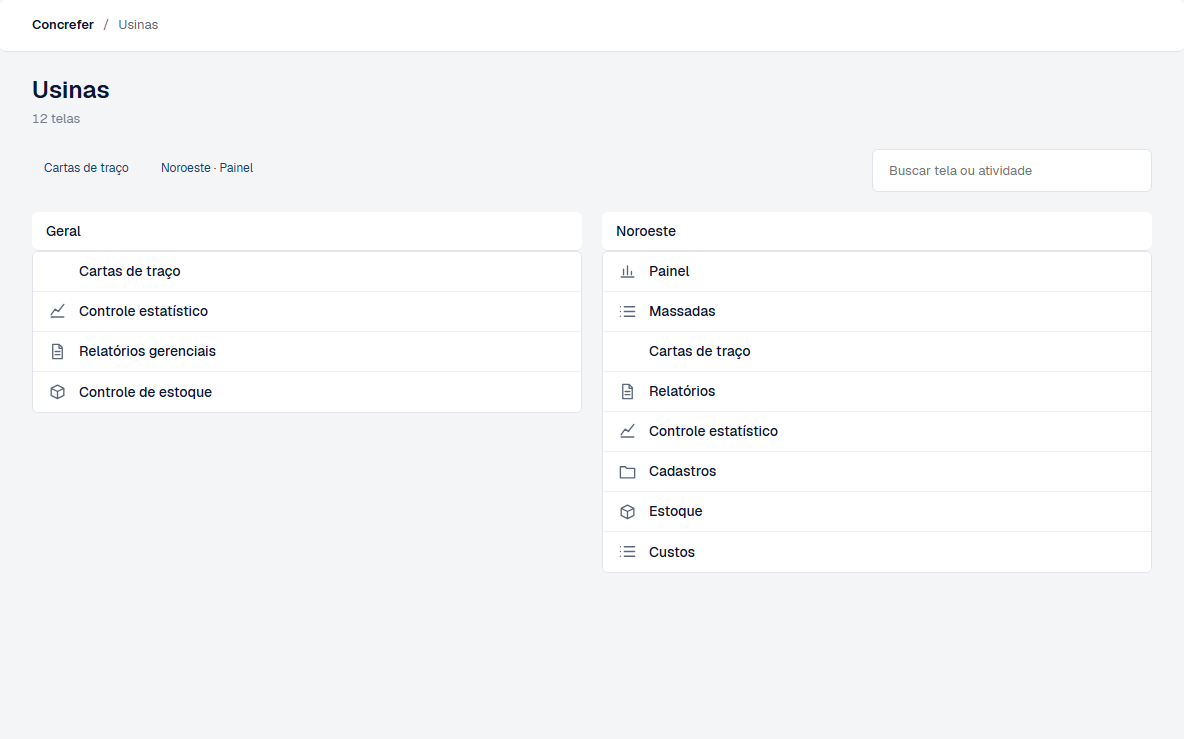 Concrefer / Usinas
Usinas
12 telas
Cartas de traço
Noroeste · Painel
Buscar tela ou atividade
Geral
Cartas de traço
Controle estatístico
Relatórios gerenciais
Controle de estoque
Noroeste
Painel
Massadas
Cartas de traço
Relatórios
Controle estatístico
Cadastros
Estoque
Custos